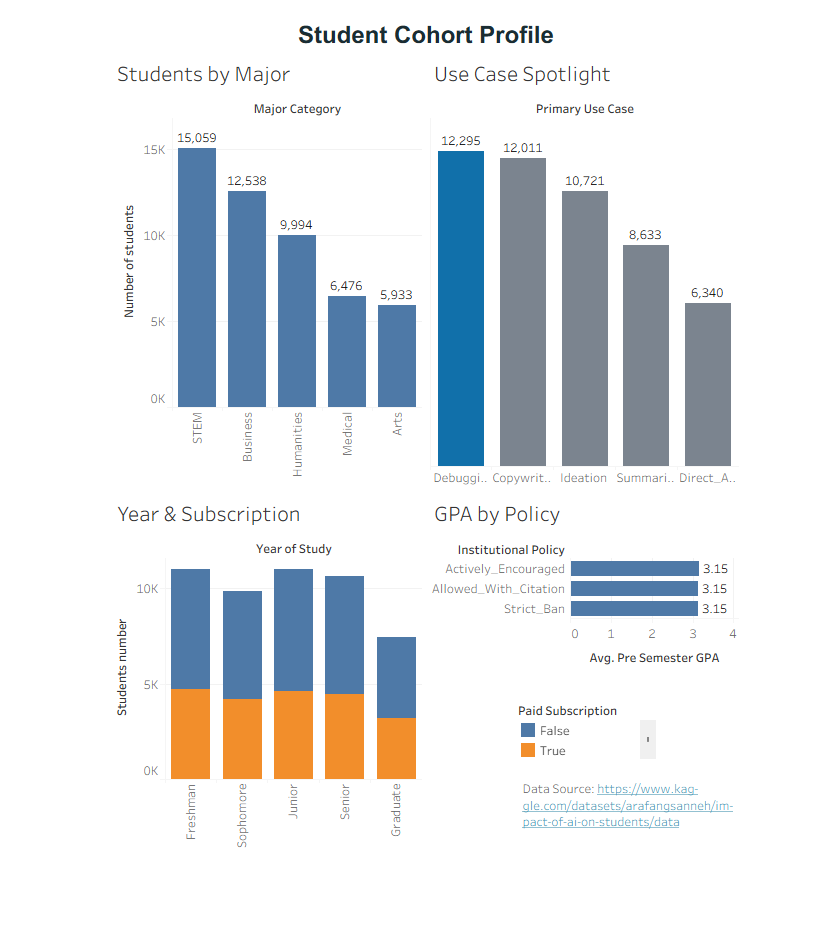 Student Cohort Profile
Students by Major
Major Category
Number of students
15K
10K
5K
0K
15,059
12,538
9,994
6,476
5,933
STEM
Business
Humanities
Medical
Arts
Use Case Spotlight
Primary Use Case
12,295
12,011
10,721
8,633
6,340
Debuggi..
Copywrit..
Ideation
Summari..
Direct_A..
Year & Subscription
Year of Study
Students number
10K
5K
0K
Freshman
Sophomore
Junior
Senior
Graduate
GPA by Policy
Institutional Policy
Actively_Encouraged 3.15
Allowed_With_Citation 3.15
Strict_Ban 3.15
0 1 2 3 4
Avg. Pre Semester GPA
Paid Subscription
False
True
Data Source: https://www.kag-
gle.com/datasets/arafangsanneh/im-
pact-of-ai-on-students/data